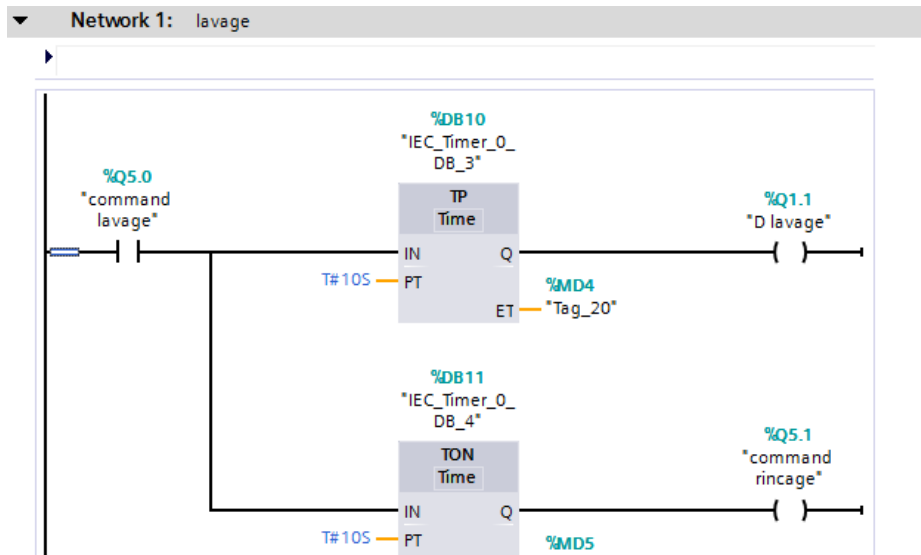 Network 1: lavage
%DB10
"IEC_Timer_0_
DB_3"
%Q5.0
"command
lavage"
TP
Time
%Q1.1
"D lavage"
IN
Q
T#10S
PT
%MD4
ET
"Tag_20"
%DB11
"IEC_Timer_0_
DB_4"
TON
Time
%Q5.1
"command
rincage"
IN
Q
T#10S
PT
%MD5